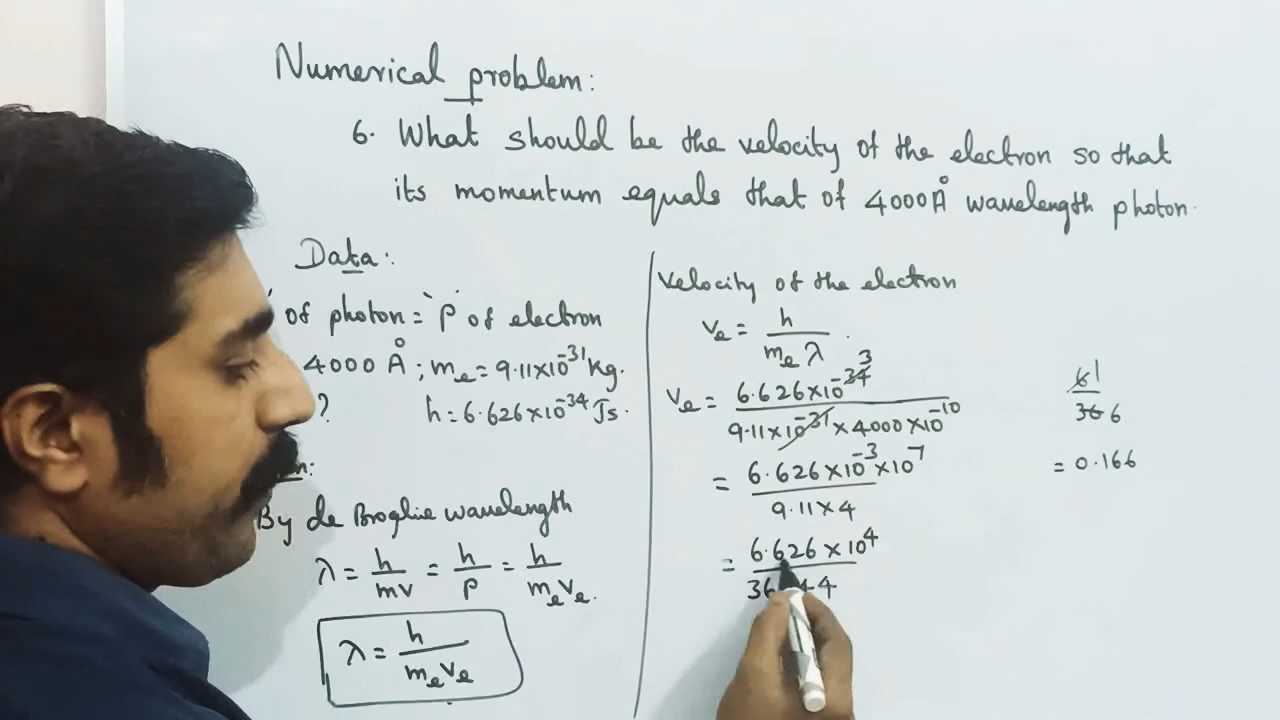 Numerical problem:
6. What should be the velocity of the electron so that
its momentum equals that of 4000Å wavelength photon.
Data:
of photon = 'P' of electron
4000 Å ; mₑ = 9.11×10⁻³¹ Kg.
? h = 6.626×10⁻³⁴ Js.
By de Broglie wavelength
λ = h/mv = h/p = h/mₑvₑ.
λ = h/mₑvₑ
Velocity of the electron
vₑ = h/mₑλ .
vₑ = 6.626×10⁻³⁴ 3 / 9.11×10⁻³¹ × 4000×10⁻¹⁰
= 6.626×10⁻³×10⁷ / 9.11×4
= 6.626×10⁴ / 36.44
61
366
= 0.166